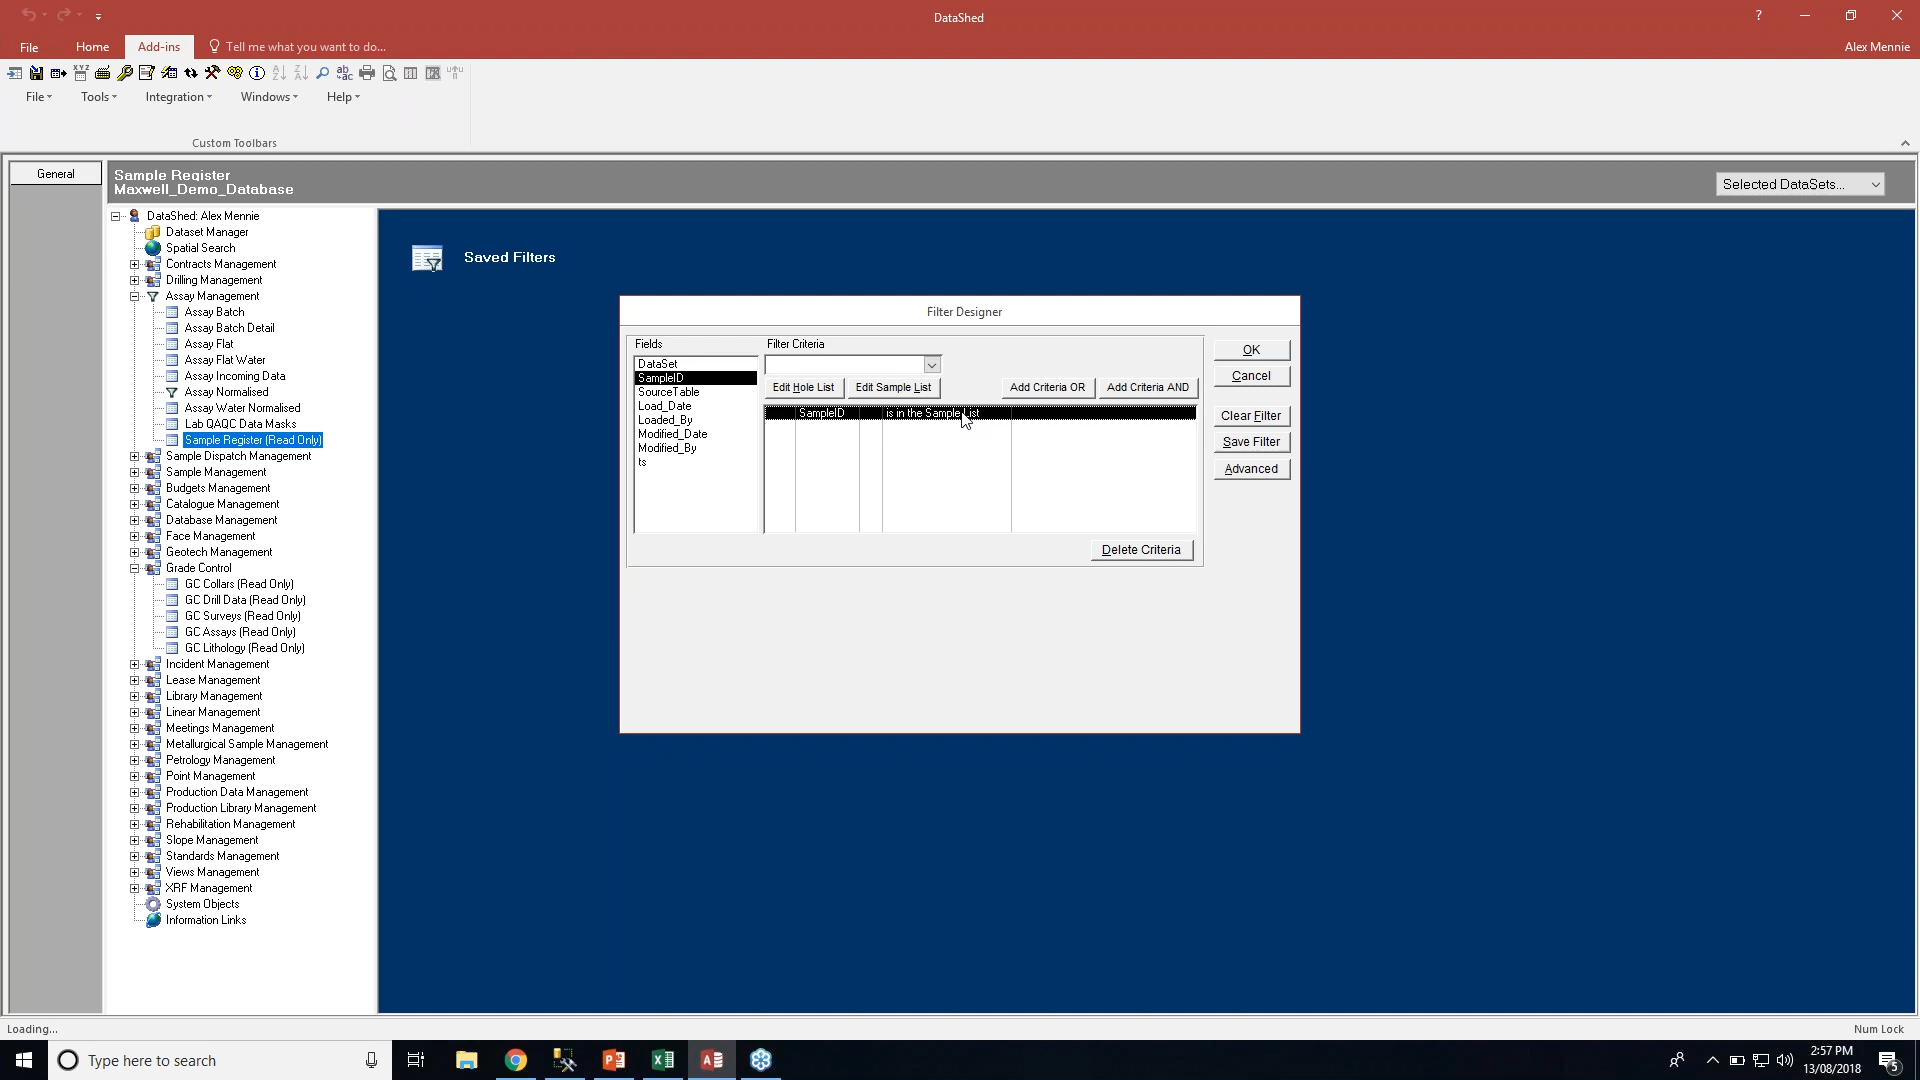 DataShed
File
Home
Add-ins
Tell me what you want to do...
Alex Mennie
File
Tools
Integration
Windows
Help
Custom Toolbars
General
Sample Register
Maxwell_Demo_Database
Selected DataSets...
DataShed: Alex Mennie
Dataset Manager
Spatial Search
Contracts Management
Drilling Management
Assay Management
Assay Batch
Assay Batch Detail
Assay Flat
Assay Flat Water
Assay Incoming Data
Assay Normalised
Assay Water Normalised
Lab QAQC Data Masks
Sample Register (Read Only)
Sample Dispatch Management
Sample Management
Budgets Management
Catalogue Management
Database Management
Face Management
Geotech Management
Grade Control
GC Collars (Read Only)
GC Drill Data (Read Only)
GC Surveys (Read Only)
GC Assays (Read Only)
GC Lithology (Read Only)
Incident Management
Lease Management
Library Management
Linear Management
Meetings Management
Metallurgical Sample Management
Petrology Management
Point Management
Production Data Management
Production Library Management
Rehabilitation Management
Slope Management
Standards Management
Views Management
XRF Management
System Objects
Information Links
Saved Filters
Filter Designer
Fields
Filter Criteria
DataSet
SampleID
SourceTable
Load_Date
Loaded_By
Modified_Date
Modified_By
ts
Edit Hole List
Edit Sample List
Add Criteria OR
Add Criteria AND
SampleID is in the Sample List
Delete Criteria
OK
Cancel
Clear Filter
Save Filter
Advanced
Loading...
Num Lock
Type here to search
2:57 PM
13/08/2018
5